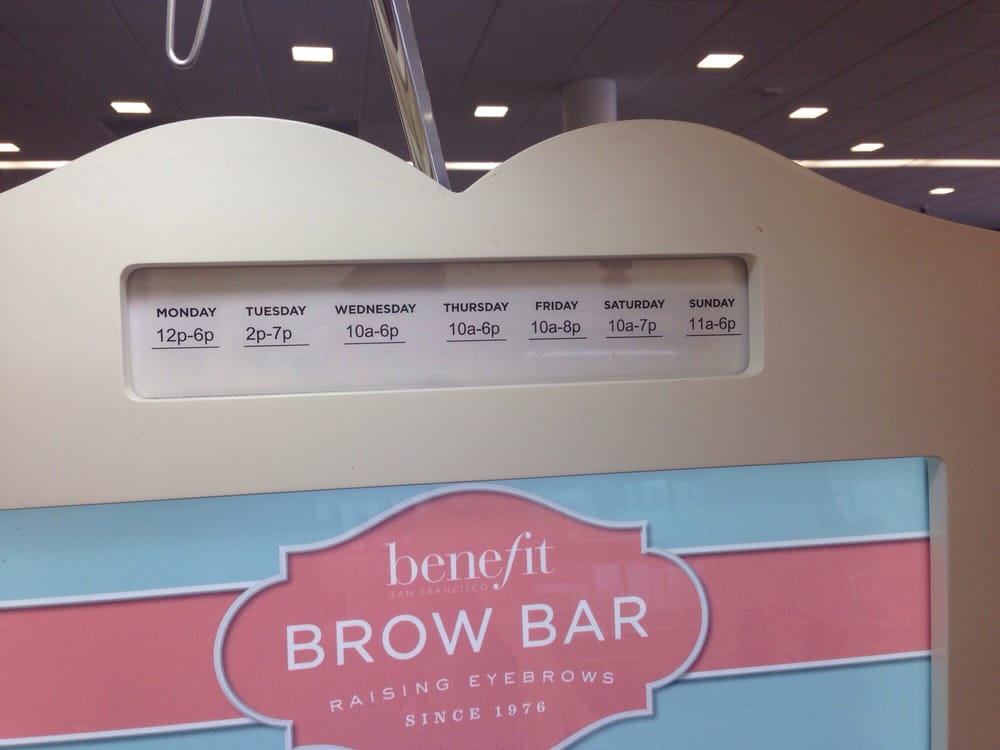 MONDAY TUESDAY WEDNESDAY THURSDAY FRIDAY SATURDAY SUNDAY
12p-6p 2p-7p 10a-6p 10a-6p 10a-8p 10a-7p 11a-6p
benefit
SAN FRANCISCO
BROW BAR
RAISING EYEBROWS
SINCE 1976